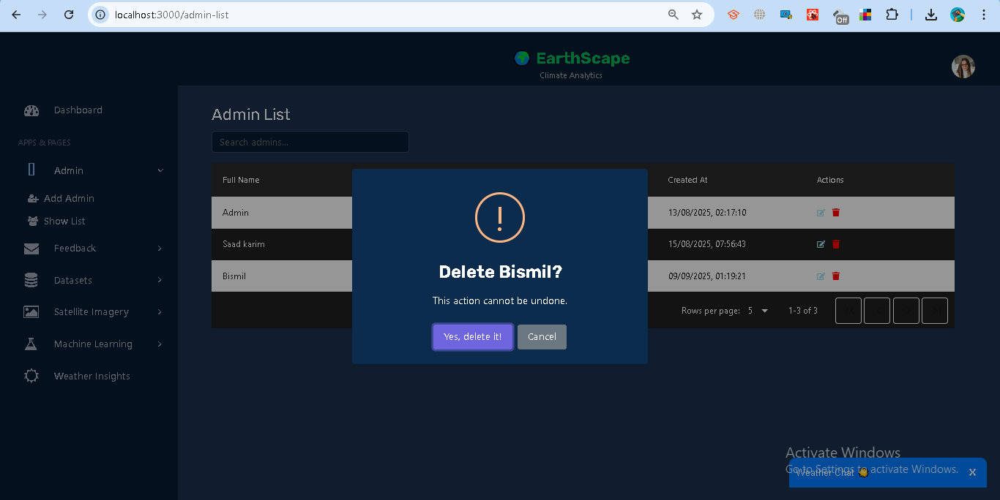 localhost:3000/admin-list
Off
EarthScape
Climate Analytics
Dashboard
APPS & PAGES
Admin
Add Admin
Show List
Feedback
Datasets
Satellite Imagery
Machine Learning
Weather Insights
Admin List
Search admins...
Full Name Created At Actions
Admin 13/08/2025, 02:17:10
Saad karim 15/08/2025, 07:56:43
Bismil 09/09/2025, 01:19:21
Rows per page: 5 1-3 of 3
!
Delete Bismil?
This action cannot be undone.
Yes, delete it! Cancel
Activate Windows
Go to Settings to activate Windows.
Weather Chat X